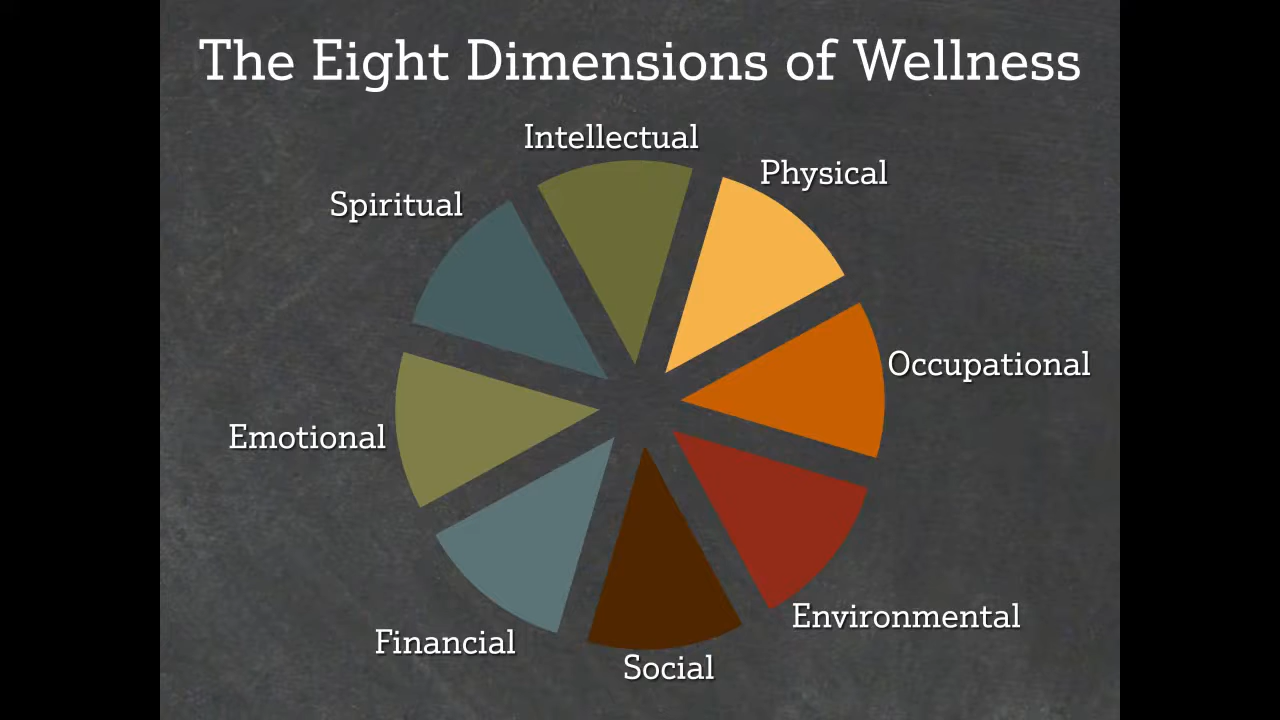 The Eight Dimensions of Wellness
Intellectual
Physical
Spiritual
Occupational
Emotional
Environmental
Financial
Social